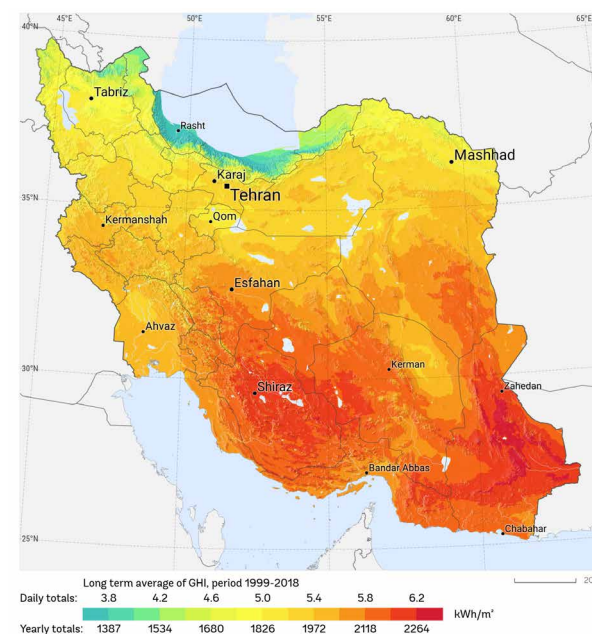 40°N 50°E 55°E 60°E 65°E
Tabriz
Rasht
Mashhad
Karaj
Tehran
35°N
Qom
Kermanshah
Esfahan
Ahvaz
30°N
Kerman
Shiraz
Zahedan
Bandar Abbas
Chabahar
25°N
20
Long term average of GHI, period 1999-2018
Daily totals: 3.8 4.2 4.6 5.0 5.4 5.8 6.2
kWh/m²
Yearly totals: 1387 1534 1680 1826 1972 2118 2264